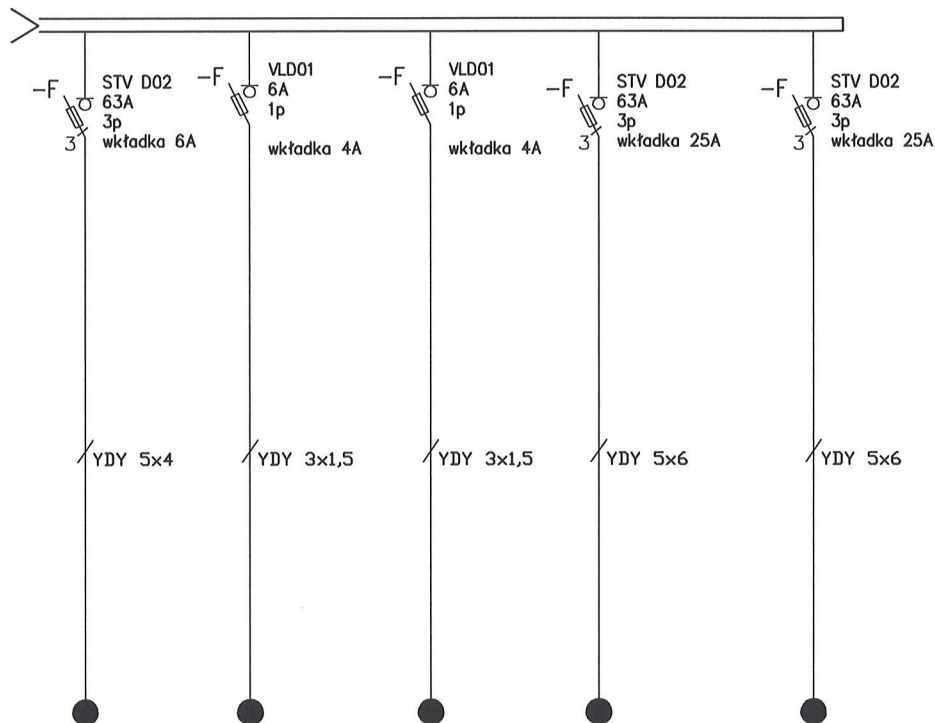 -F
STV D02
63A
3p
3
wkładka 6A
-F
VLD01
6A
1p
wkładka 4A
-F
VLD01
6A
1p
wkładka 4A
-F
STV D02
63A
3p
3
wkładka 25A
-F
STV D02
63A
3p
3
wkładka 25A
YDY 5x4
YDY 3x1,5
YDY 3x1,5
YDY 5x6
YDY 5x6